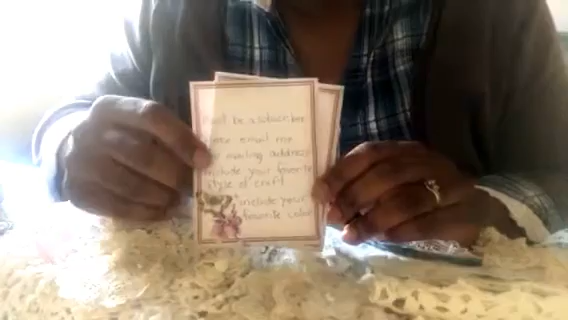 be a subscriber
email me
mailing address
include your favorite
style of craft
include your
favorite color